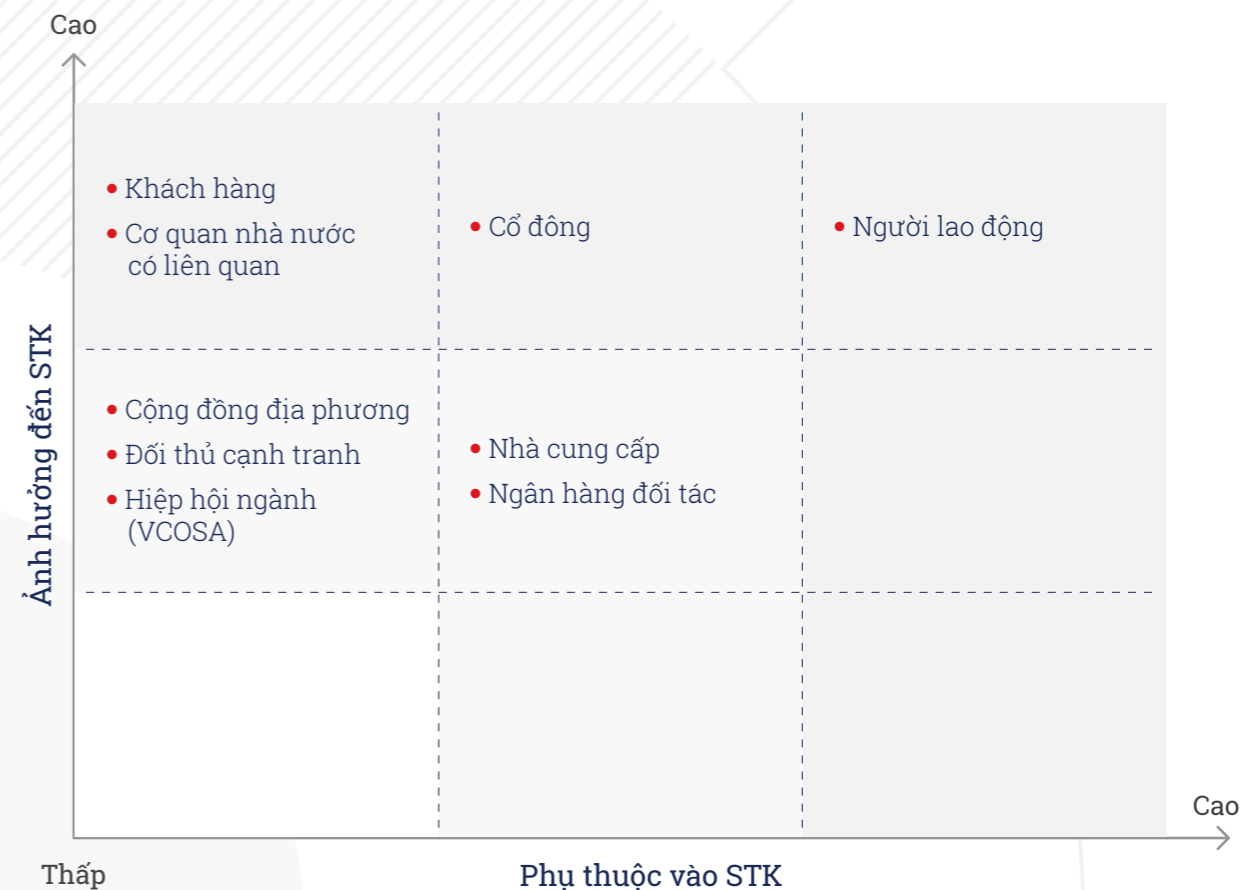 Cao
Ảnh hưởng đến STK
• Khách hàng
• Cơ quan nhà nước
có liên quan
• Cổ đông
• Người lao động
• Cộng đồng địa phương
• Đối thủ cạnh tranh
• Hiệp hội ngành
(VCOSA)
• Nhà cung cấp
• Ngân hàng đối tác
Cao
Thấp
Phụ thuộc vào STK